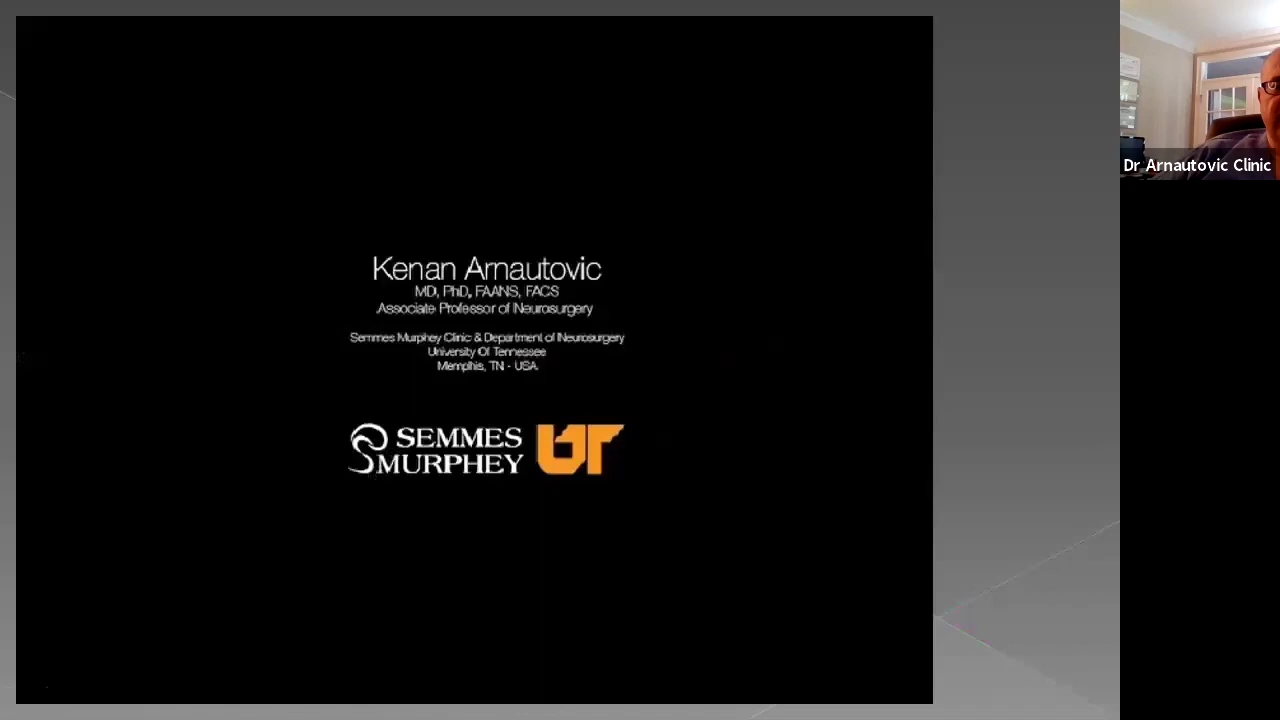 Kenan Arnautovic
MD, PhD, FAANS, FACS
Associate Professor of Neurosurgery
Semmes Murphey Clinic & Department of Neurosurgery
University Of Tennessee
Memphis, TN - USA
SEMMES
MURPHEY
UT
Dr Arnautovic Clinic